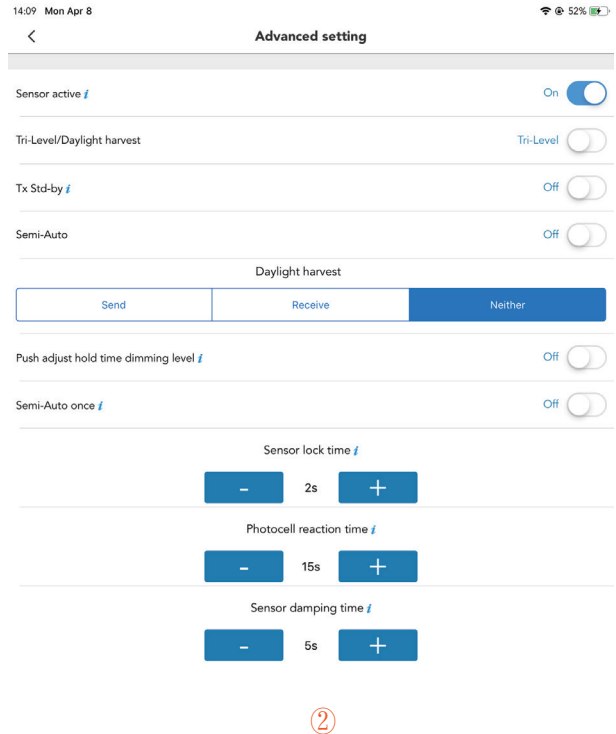 14:09 Mon Apr 8 52%
Advanced setting
Sensor active i On
Tri-Level/Daylight harvest Tri-Level
Tx Std-by i Off
Semi-Auto Off
Daylight harvest
Send Receive Neither
Push adjust hold time dimming level i Off
Semi-Auto once i Off
Sensor lock time i
- 2s +
Photocell reaction time i
- 15s +
Sensor damping time i
- 5s +
②